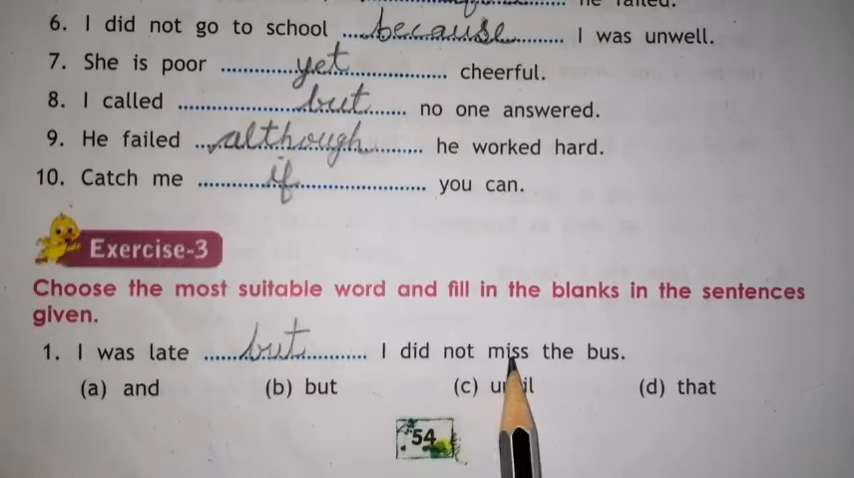 he failed.
6. I did not go to school ...because... I was unwell.
7. She is poor ...yet... cheerful.
8. I called ...but... no one answered.
9. He failed ...although... he worked hard.
10. Catch me ...if... you can.
Exercise-3
Choose the most suitable word and fill in the blanks in the sentences
given.
1. I was late ...but... I did not miss the bus.
(a) and (b) but (c) until (d) that
54